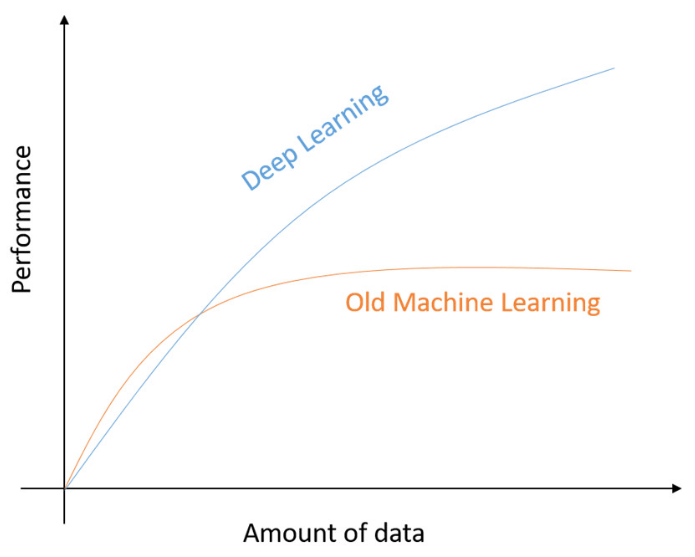 Deep Learning
Performance
Old Machine Learning
Amount of data